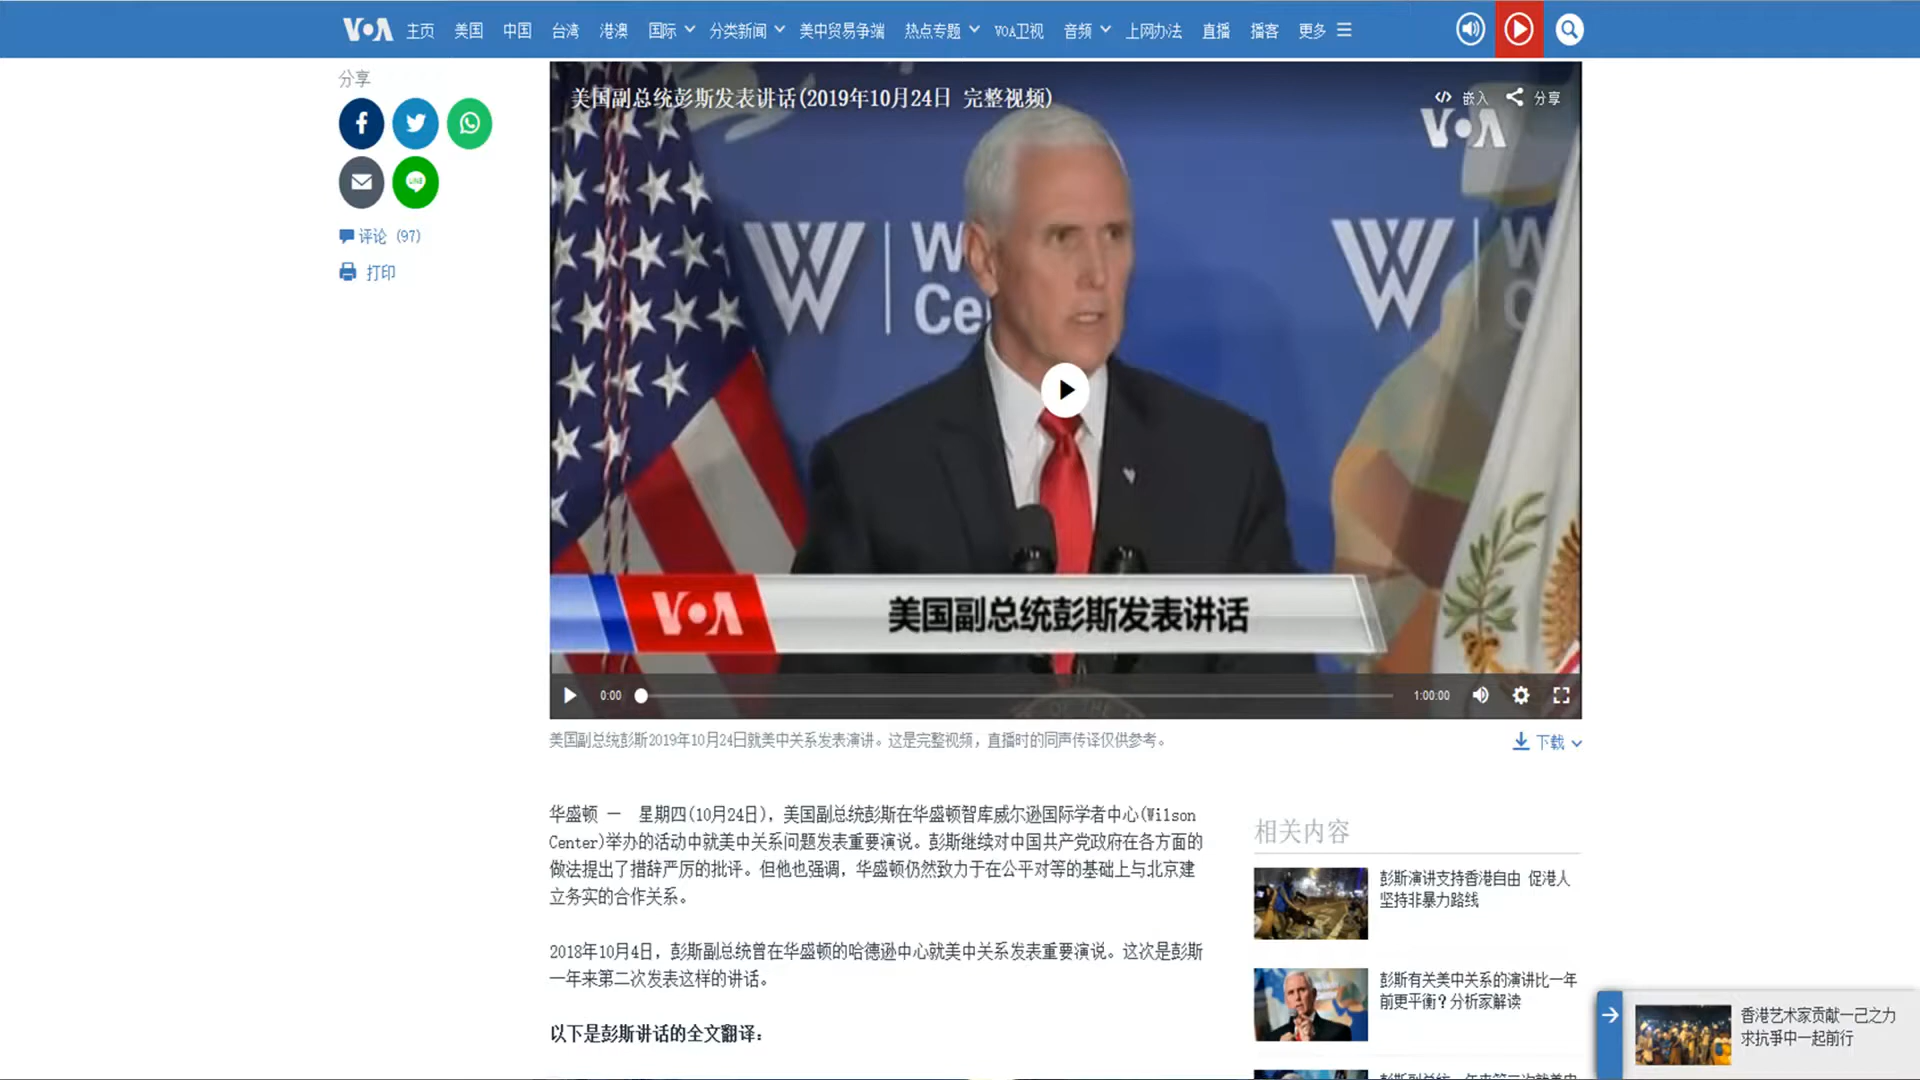 VOA 主页 美国 中国 台湾 港澳 国际 分类新闻 美中贸易争端 热点专题 VOA卫视 音频 上网办法 直播 播客 更多
分享
LINE
评论 (97)
打印
美国副总统彭斯发表讲话(2019年10月24日 完整视频)
嵌入 分享
VOA
W
Ce
VOA 美国副总统彭斯发表讲话
0:00 1:00:00
OF THE
美国副总统彭斯2019年10月24日就美中关系发表演讲。这是完整视频，直播时的同声传译仅供参考。
下载
华盛顿 — 星期四(10月24日)，美国副总统彭斯在华盛顿智库威尔逊国际学者中心(Wilson
Center)举办的活动中就美中关系问题发表重要演说。彭斯继续对中国共产党政府在各方面的
做法提出了措辞严厉的批评。但他也强调，华盛顿仍然致力于在公平对等的基础上与北京建
立务实的合作关系。
2018年10月4日，彭斯副总统曾在华盛顿的哈德逊中心就美中关系发表重要演说。这次是彭斯
一年来第二次发表这样的讲话。
以下是彭斯讲话的全文翻译：
相关内容
彭斯演讲支持香港自由 促港人
坚持非暴力路线
彭斯有关美中关系的演讲比一年
前更平衡？分析家解读
香港艺术家贡献一己之力
求抗爭中一起前行